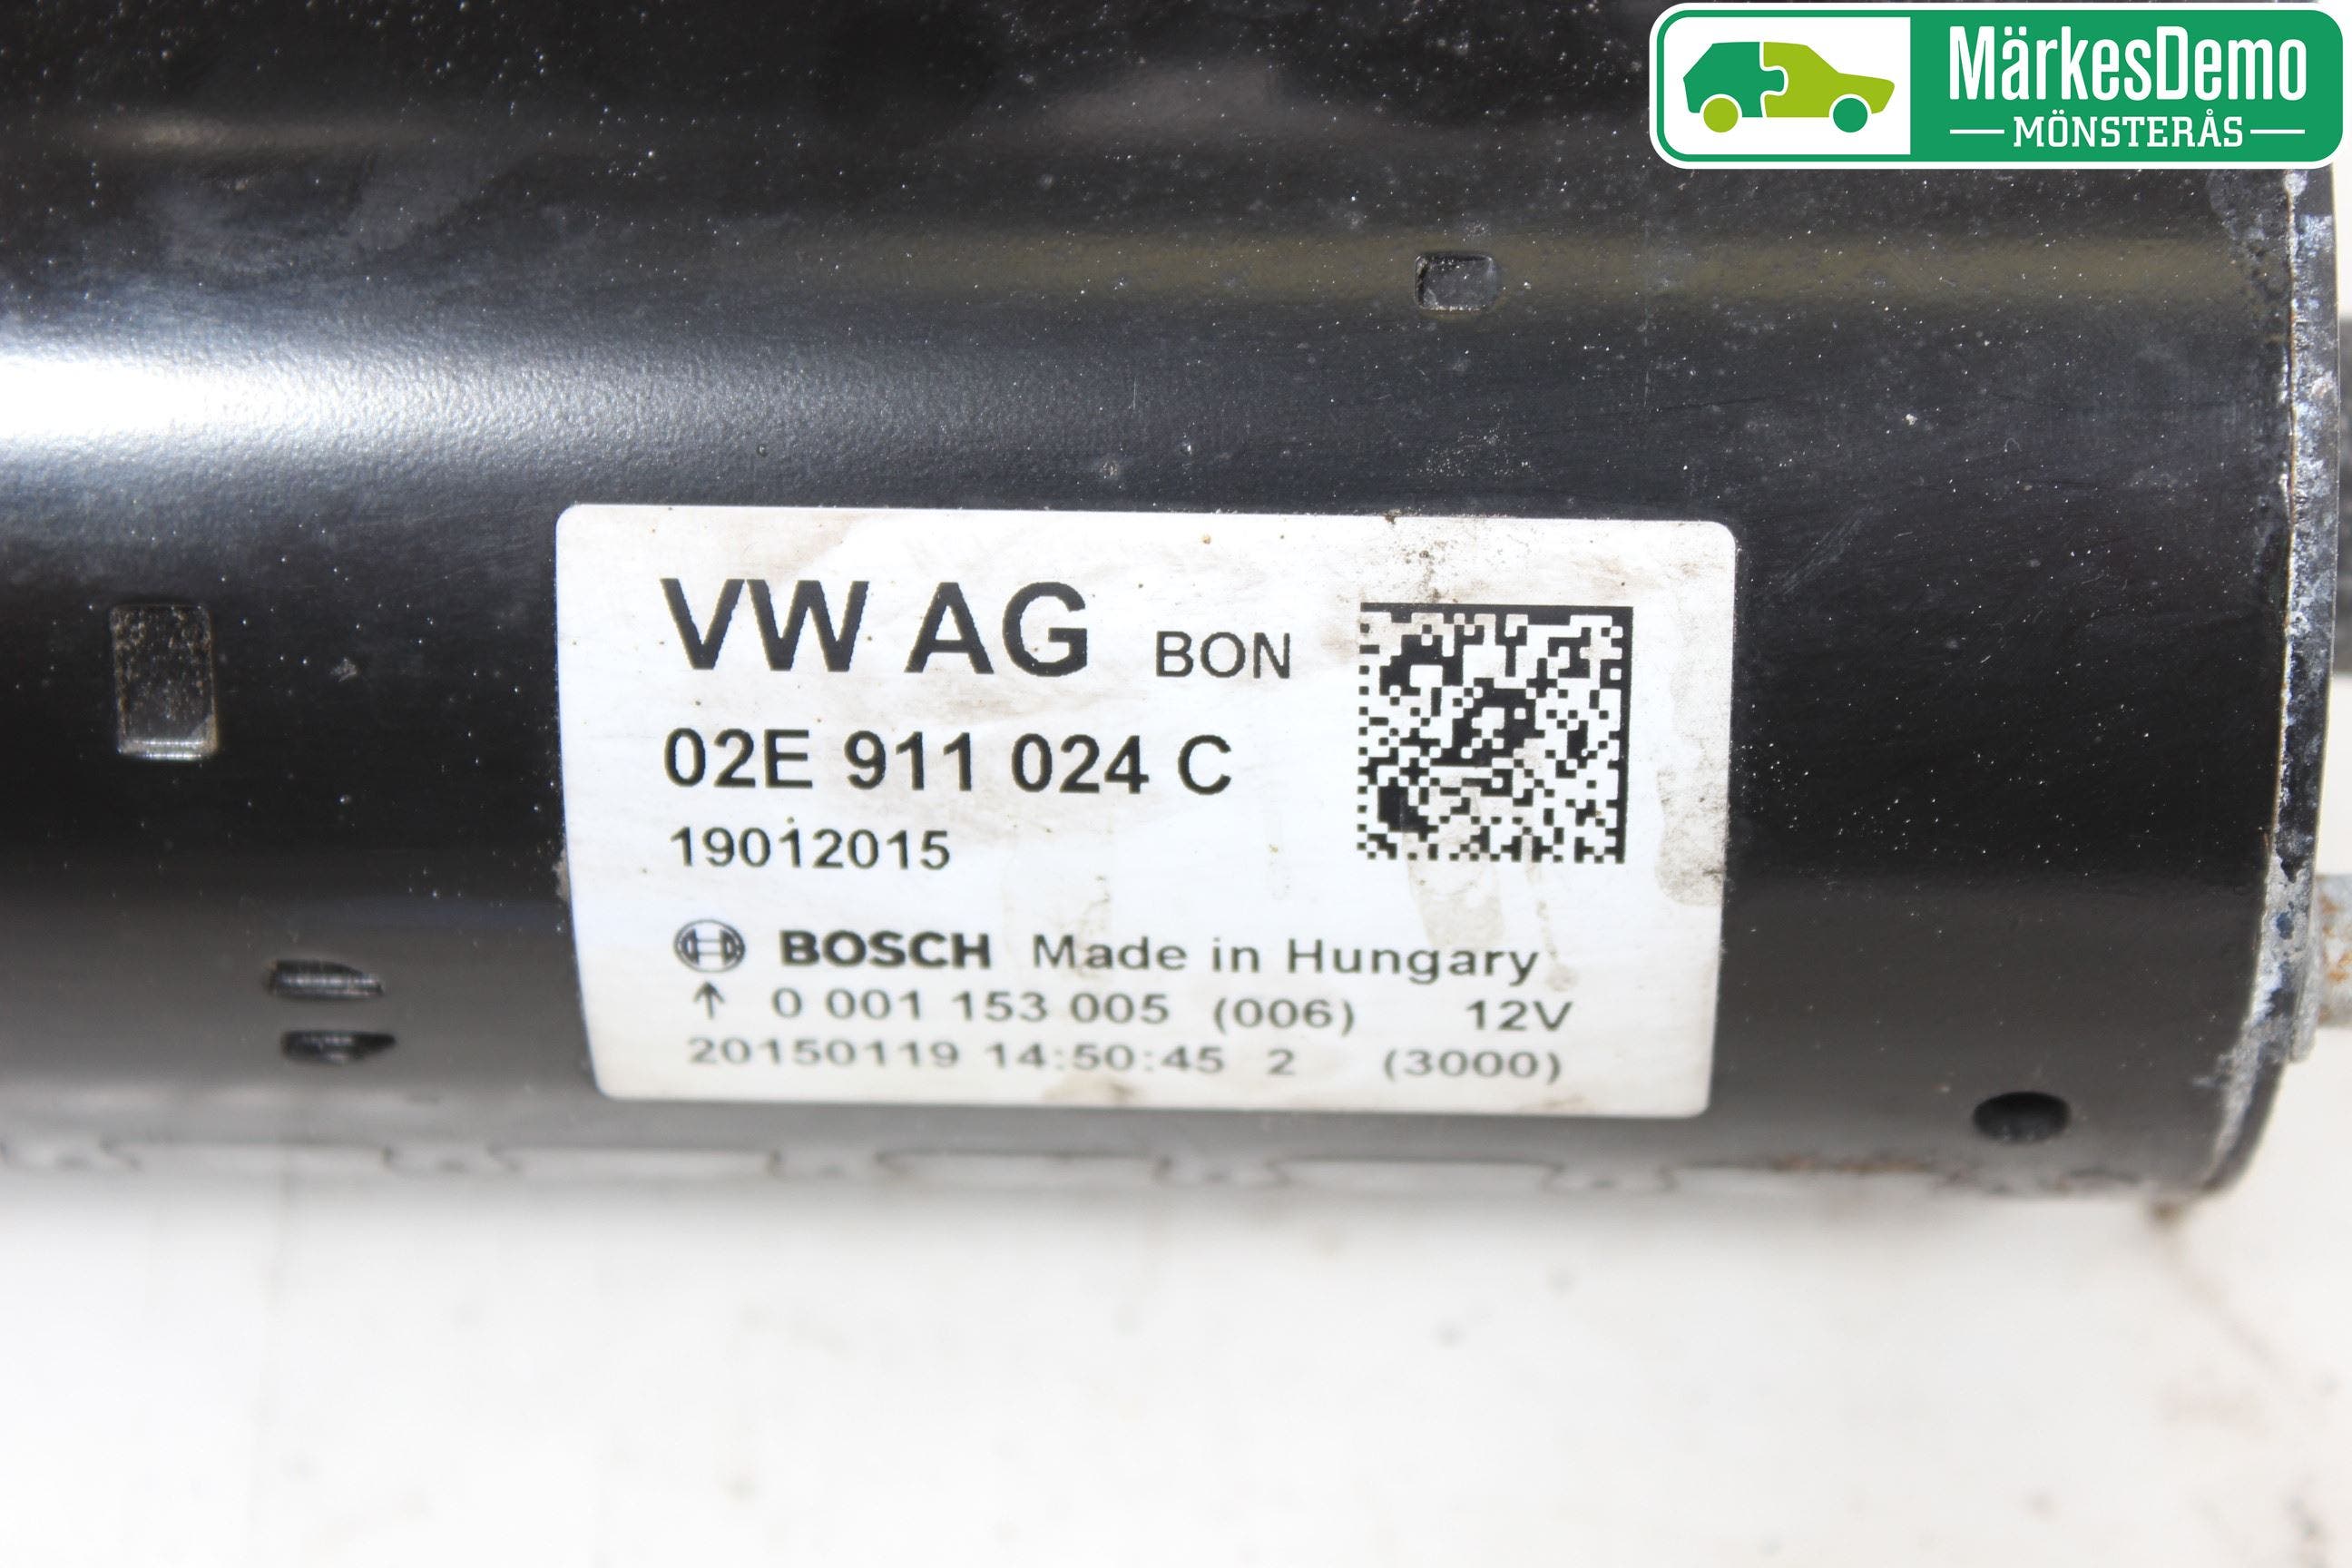 MärkesDemo
MÖNSTERÅS
VW AG BON
02E 911 024 C
19012015
BOSCH Made in Hungary
↑ 0 001 153 005 (006) 12V
20150119 14:50:45 2 (3000)